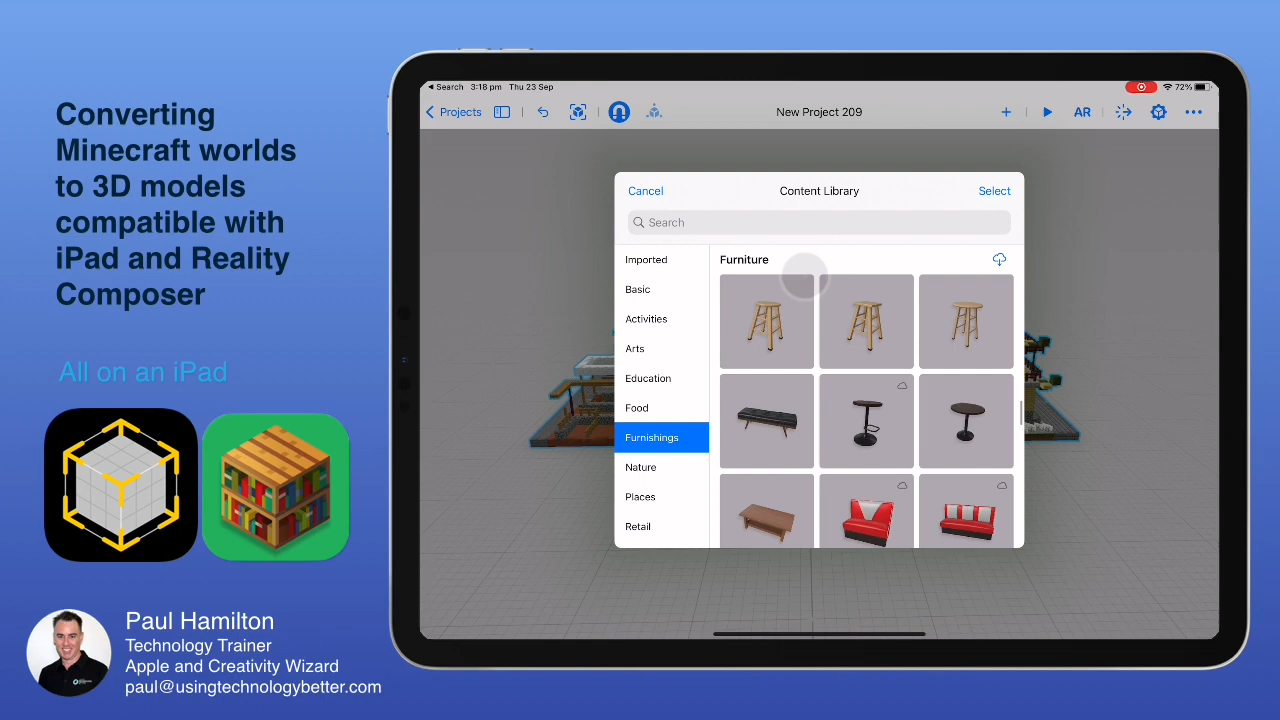 Converting
Minecraft worlds
to 3D models
compatible with
iPad and Reality
Composer
All on an iPad
Paul Hamilton
Technology Trainer
Apple and Creativity Wizard
paul@usingtechnologybetter.com
Search 3:18 pm Thu 23 Sep
72%
Projects
New Project 209
AR
Cancel
Content Library
Select
Search
Imported
Basic
Activities
Arts
Education
Food
Furnishings
Nature
Places
Retail
Furniture